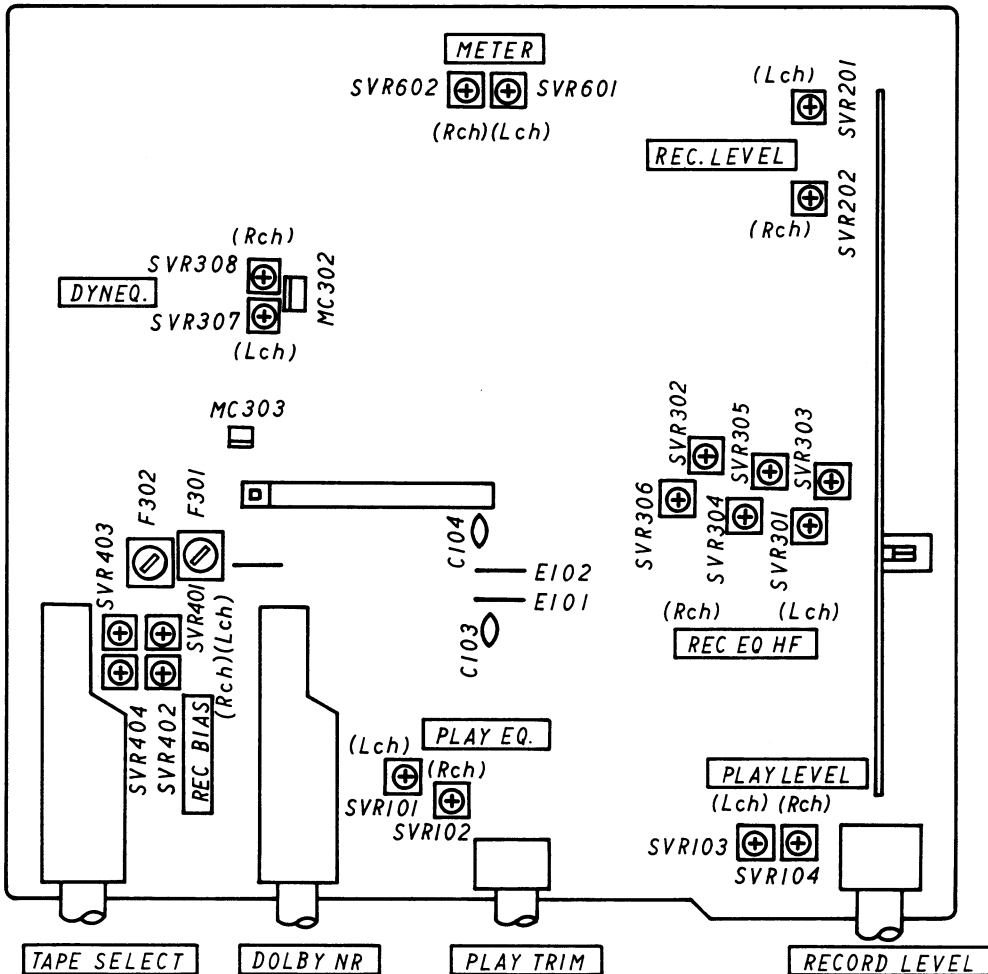 METER
SVR602
SVR601
(Rch)(Lch)
(Lch)
SVR201
REC. LEVEL
SVR202
(Rch)
(Rch)
SVR308
MC302
DYNEQ.
SVR307
(Lch)
MC303
SVR302
SVR305
SVR303
SVR306
SVR304
SVR301
(Rch)
(Lch)
REC EQ HF
F302
F301
SVR403
SVR401
(Rch)(Lch)
C104
E102
E101
C103
SVR404
SVR402
REC BIAS
PLAY EQ.
(Lch)
(Rch)
SVR101
SVR102
PLAY LEVEL
(Lch) (Rch)
SVR103
SVR104
TAPE SELECT
DOLBY NR
PLAY TRIM
RECORD LEVEL